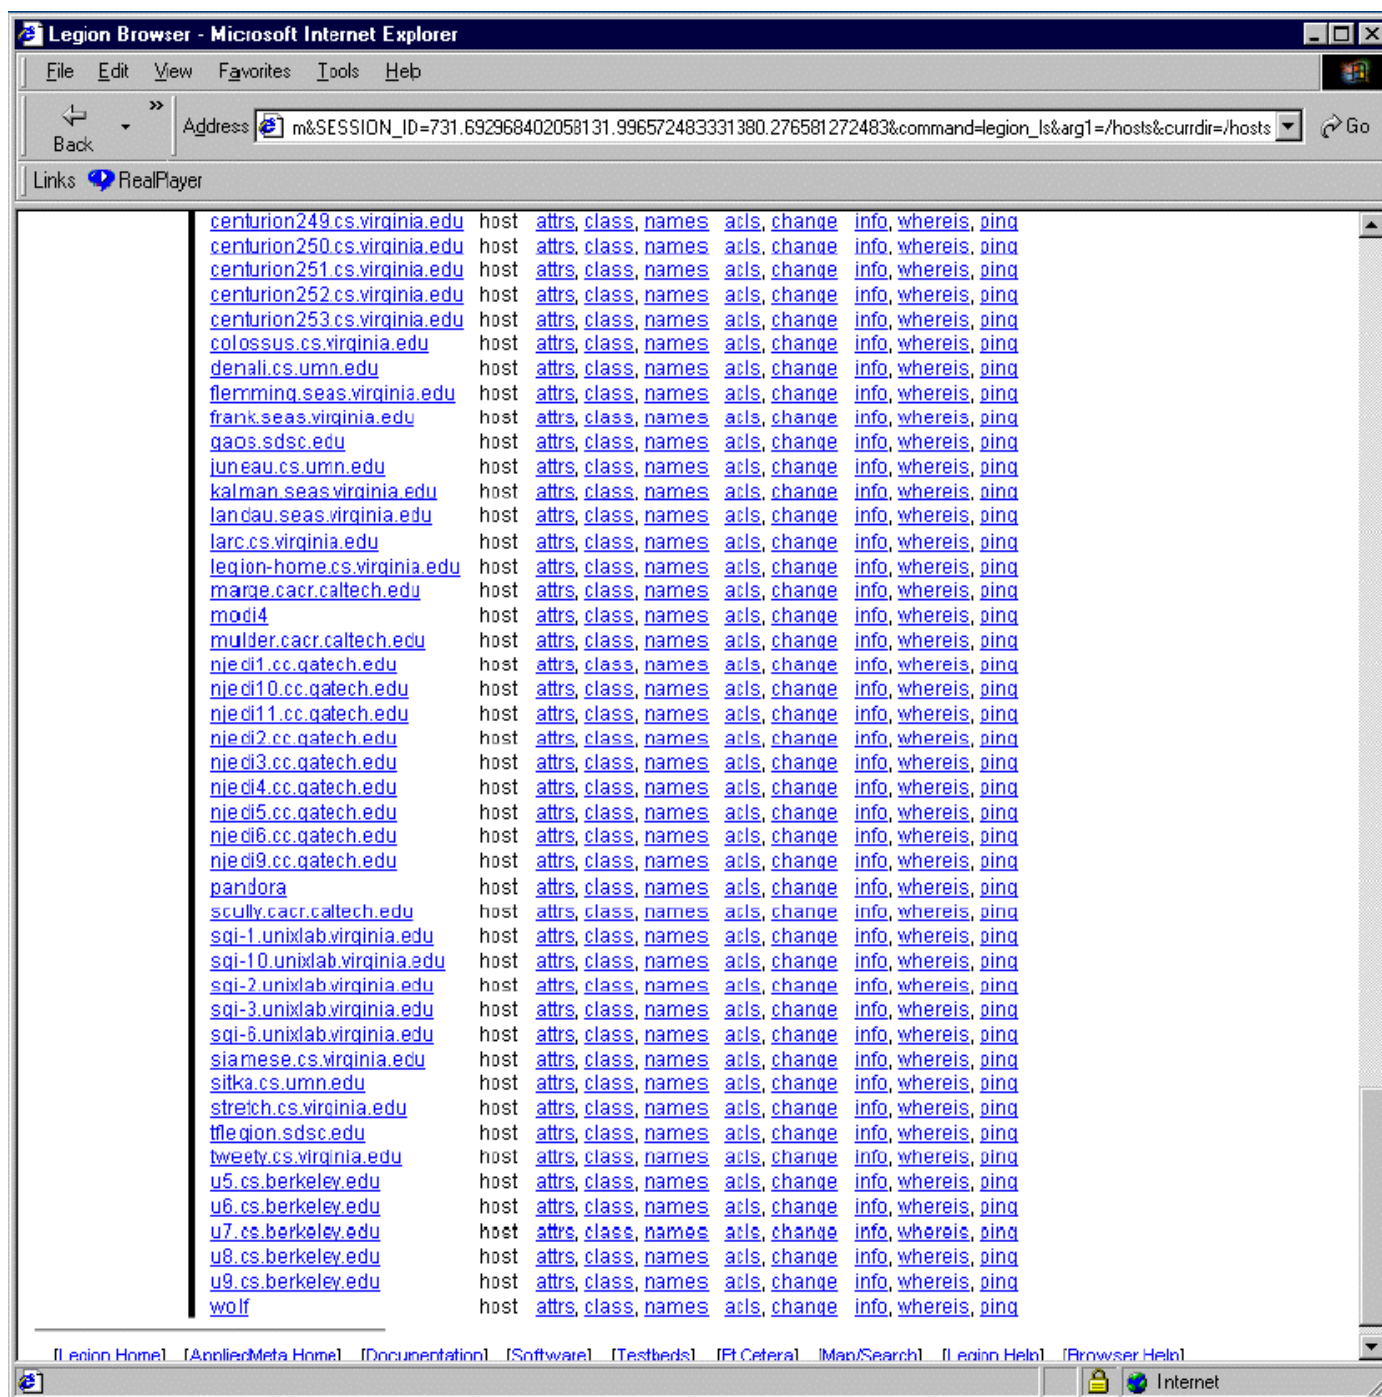 Legion Browser - Microsoft Internet Explorer
File Edit View Favorites Tools Help
Back » Address m&SESSION_ID=731.692968402058131.996572483331380.276581272483&command=legion_ls&arg1=/hosts&currdir=/hosts Go
Links RealPlayer
centurion249.cs.virginia.edu host attrs, class, names acls, change info, whereis, ping
centurion250.cs.virginia.edu host attrs, class, names acls, change info, whereis, ping
centurion251.cs.virginia.edu host attrs, class, names acls, change info, whereis, ping
centurion252.cs.virginia.edu host attrs, class, names acls, change info, whereis, ping
centurion253.cs.virginia.edu host attrs, class, names acls, change info, whereis, ping
colossus.cs.virginia.edu host attrs, class, names acls, change info, whereis, ping
denali.cs.umn.edu host attrs, class, names acls, change info, whereis, ping
flemming.seas.virginia.edu host attrs, class, names acls, change info, whereis, ping
frank.seas.virginia.edu host attrs, class, names acls, change info, whereis, ping
gaos.sdsc.edu host attrs, class, names acls, change info, whereis, ping
juneau.cs.umn.edu host attrs, class, names acls, change info, whereis, ping
kalman.seas.virginia.edu host attrs, class, names acls, change info, whereis, ping
landau.seas.virginia.edu host attrs, class, names acls, change info, whereis, ping
larc.cs.virginia.edu host attrs, class, names acls, change info, whereis, ping
legion-home.cs.virginia.edu host attrs, class, names acls, change info, whereis, ping
marge.cacr.caltech.edu host attrs, class, names acls, change info, whereis, ping
modi4 host attrs, class, names acls, change info, whereis, ping
mulder.cacr.caltech.edu host attrs, class, names acls, change info, whereis, ping
njedi1.cc.gatech.edu host attrs, class, names acls, change info, whereis, ping
njedi10.cc.gatech.edu host attrs, class, names acls, change info, whereis, ping
njedi11.cc.gatech.edu host attrs, class, names acls, change info, whereis, ping
njedi2.cc.gatech.edu host attrs, class, names acls, change info, whereis, ping
njedi3.cc.gatech.edu host attrs, class, names acls, change info, whereis, ping
njedi4.cc.gatech.edu host attrs, class, names acls, change info, whereis, ping
njedi5.cc.gatech.edu host attrs, class, names acls, change info, whereis, ping
njedi6.cc.gatech.edu host attrs, class, names acls, change info, whereis, ping
njedi9.cc.gatech.edu host attrs, class, names acls, change info, whereis, ping
pandora host attrs, class, names acls, change info, whereis, ping
scully.cacr.caltech.edu host attrs, class, names acls, change info, whereis, ping
sgi-1.unixlab.virginia.edu host attrs, class, names acls, change info, whereis, ping
sgi-10.unixlab.virginia.edu host attrs, class, names acls, change info, whereis, ping
sgi-2.unixlab.virginia.edu host attrs, class, names acls, change info, whereis, ping
sgi-3.unixlab.virginia.edu host attrs, class, names acls, change info, whereis, ping
sgi-6.unixlab.virginia.edu host attrs, class, names acls, change info, whereis, ping
siamese.cs.virginia.edu host attrs, class, names acls, change info, whereis, ping
sitka.cs.umn.edu host attrs, class, names acls, change info, whereis, ping
stretch.cs.virginia.edu host attrs, class, names acls, change info, whereis, ping
tflegion.sdsc.edu host attrs, class, names acls, change info, whereis, ping
tweety.cs.virginia.edu host attrs, class, names acls, change info, whereis, ping
u5.cs.berkeley.edu host attrs, class, names acls, change info, whereis, ping
u6.cs.berkeley.edu host attrs, class, names acls, change info, whereis, ping
u7.cs.berkeley.edu host attrs, class, names acls, change info, whereis, ping
u8.cs.berkeley.edu host attrs, class, names acls, change info, whereis, ping
u9.cs.berkeley.edu host attrs, class, names acls, change info, whereis, ping
wolf host attrs, class, names acls, change info, whereis, ping
[Legion Home] [AppliedMeta Home] [Documentation] [Software] [Testbeds] [Et Cetera] [Map/Search] [Legion Help] [Browser Help]
Internet